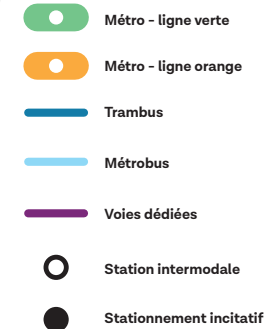 Métro - ligne verte
Métro - ligne orange
Trambus
Métrobus
Voies dédiées
Station intermodale
Stationnement incitatif